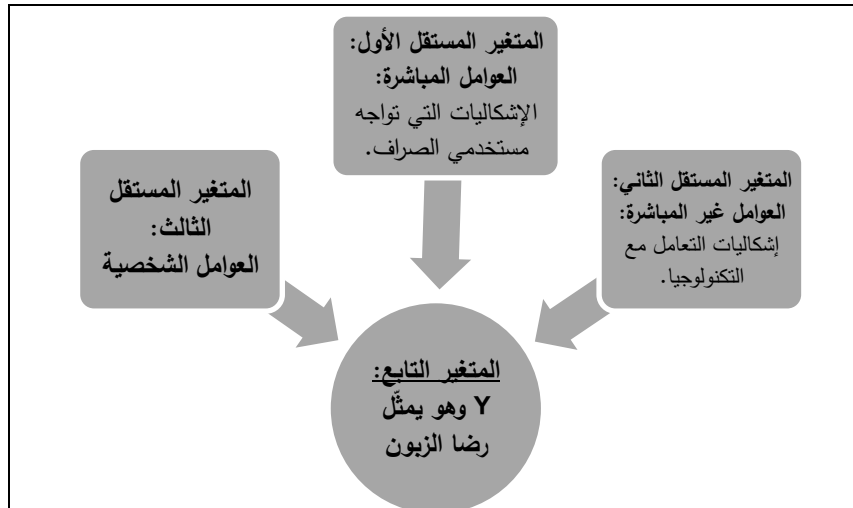 المتغير المستقل الأول:
العوامل المباشرة:
الإشكاليات التي تواجه
مستخدمي الصراف.
المتغير المستقل الثاني:
العوامل غير المباشرة:
إشكاليات التعامل مع
التكنولوجيا.
المتغير المستقل
الثالث:
العوامل الشخصية
المتغير التابع:
Y وهو يمثّل
رضا الزبون